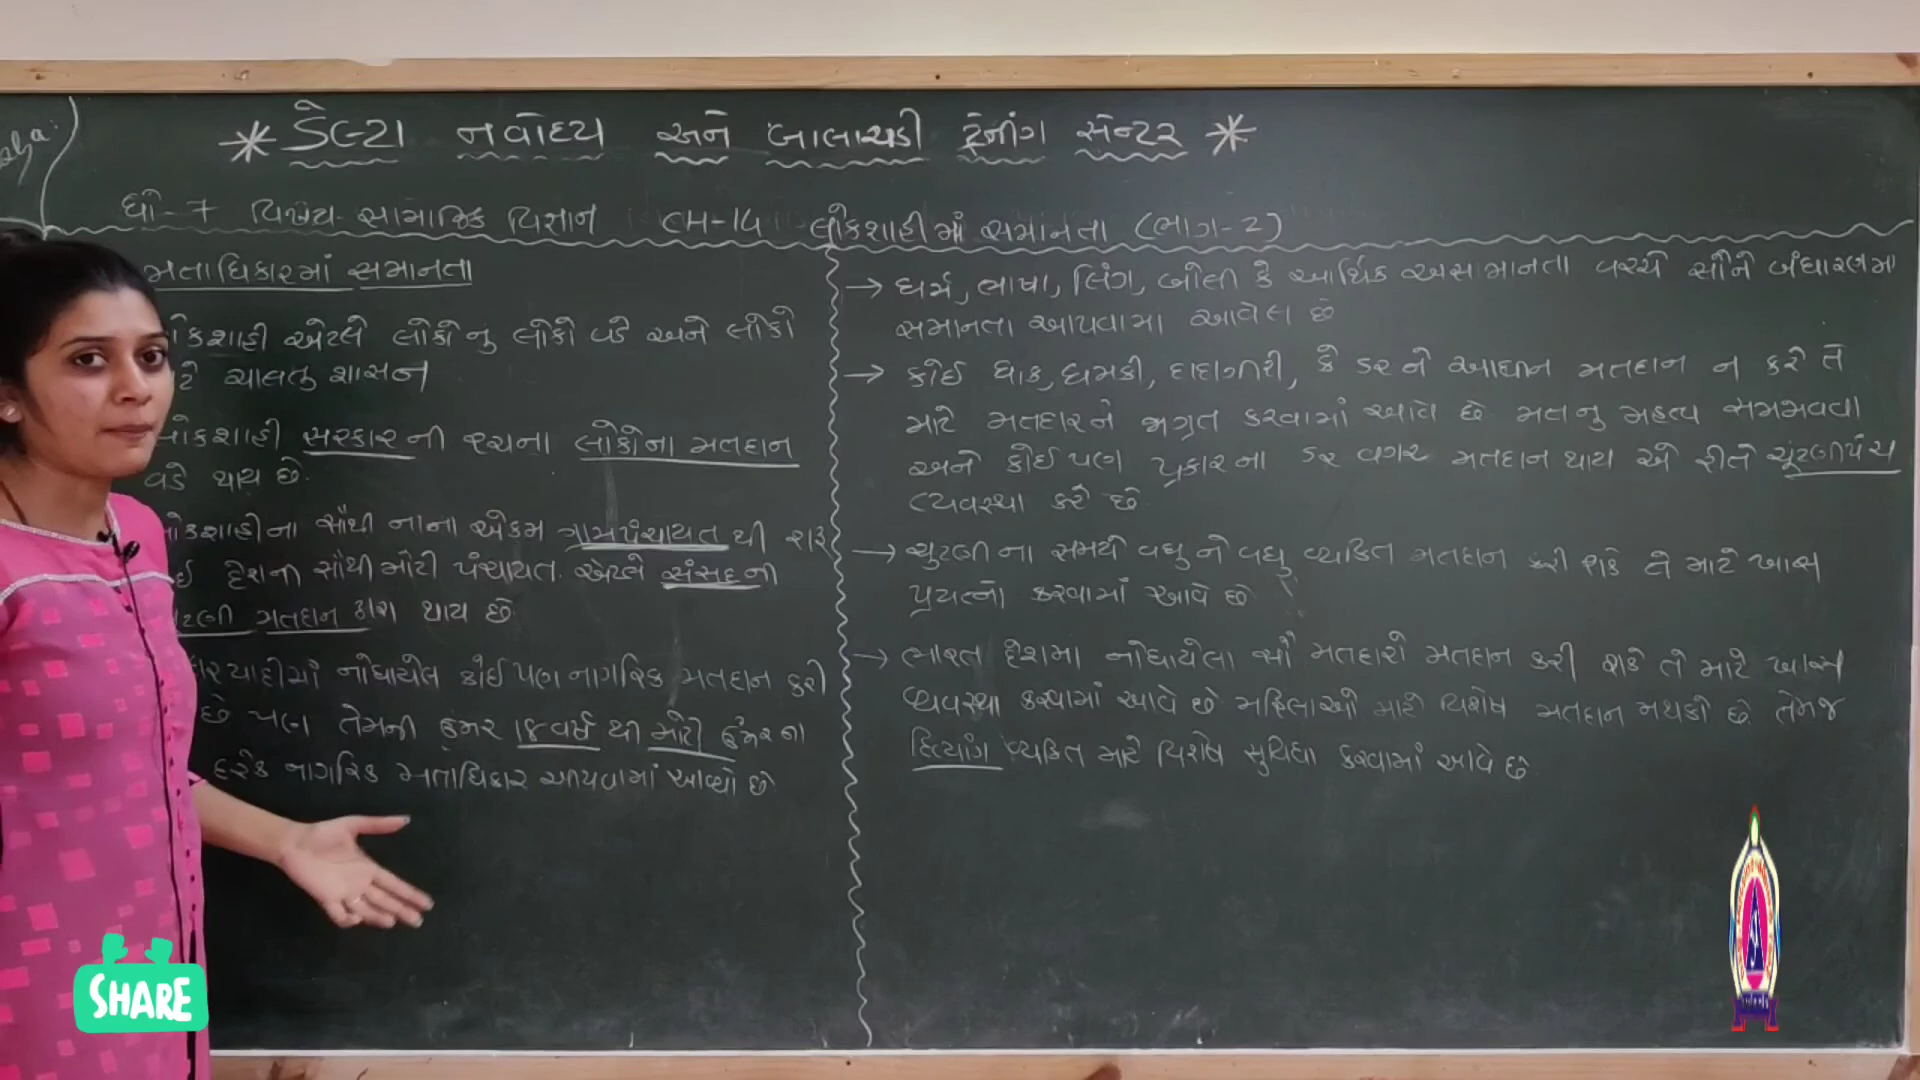 * ડેલ્ટા નવોદય અને બાલાચડી ટ્રેનીંગ સેન્ટર *
ધો-7 વિષય સામાજિક વિજ્ઞાન CH-14 લોકશાહીમાં સમાનતા (ભાગ-2)
મતાધિકારમાં સમાનતા
કશાહી એટલે લોકોનુ લોકો વડે અને લોકો
ટે ચાલતુ શાસન
ોકશાહી સરકારની રચના લોકોના મતદાન
વડે થાય છે.
ોકશાહીના સૌથી નાના એકમ ગ્રામપંચાયત થી શરૂ
ઈ દેશની સૌથી મોટી પંચાયત એટલે સંસદની
ટણી મતદાન દ્વારા થાય છે
યાદીમાં નોંધાયેલ કોઈ પણ નાગરિક મતદાન કરી
છે પણ તેમની ઉંમર 18 વર્ષ થી મોટી ઉંમરના
દરેક નાગરિક મતાધિકાર આપવામાં આવ્યો છે
→ ધર્મ, ભાષા, લિંગ, બોલી કે આર્થિક અસમાનતા વચ્ચે સૌને બંધારણમાં
સમાનતા આપવામા આવેલ છે
→ કોઈ ધાક, ધમકી, દાદાગીરી, કે ડર ને આધીન મતદાન ન કરે તે
માટે મતદારને જાગ્રત કરવામાં આવે છે મતનુ મહત્વ સમજાવવા
અને કોઈપણ પ્રકારના ડર વગર મતદાન થાય એ રીતે ચૂંટણીપંચ
વ્યવસ્થા કરે છે
→ ચુટણીના સમયે વધુ ને વધુ વ્યકિત મતદાન કરી શકે તે માટે ખાસ
પ્રયત્નો કરવામાં આવે છે
→ ભારત દેશમા નોંધાયેલા સૌ મતદારો મતદાન કરી શકે તે માટે ખાસ
વ્યવસ્થા કરવામાં આવે છે મહિલાઓ માટે વિશેષ મતદાન મથકો છે તેમજ
દિવ્યાંગ વ્યકિત માટે વિશેષ સુવિધા કરવામાં આવે છે
SHARE